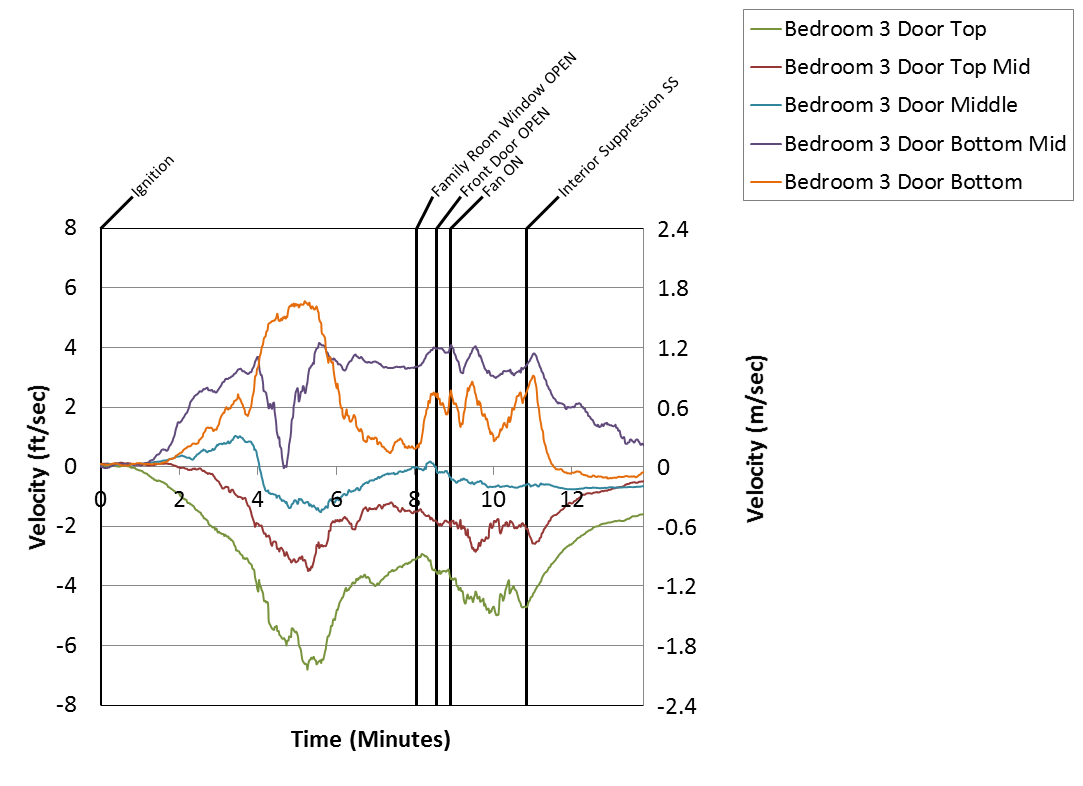 Bedroom 3 Door Top
Bedroom 3 Door Top Mid
Bedroom 3 Door Middle
Bedroom 3 Door Bottom Mid
Bedroom 3 Door Bottom
Ignition
Family Room Window OPEN
Front Door OPEN
Fan ON
Interior Suppression SS
8
6
4
2
0
-2
-4
-6
-8
Velocity (ft/sec)
0 2 4 6 8 10 12
2.4
1.8
1.2
0.6
0
-0.6
-1.2
-1.8
-2.4
Velocity (m/sec)
Time (Minutes)